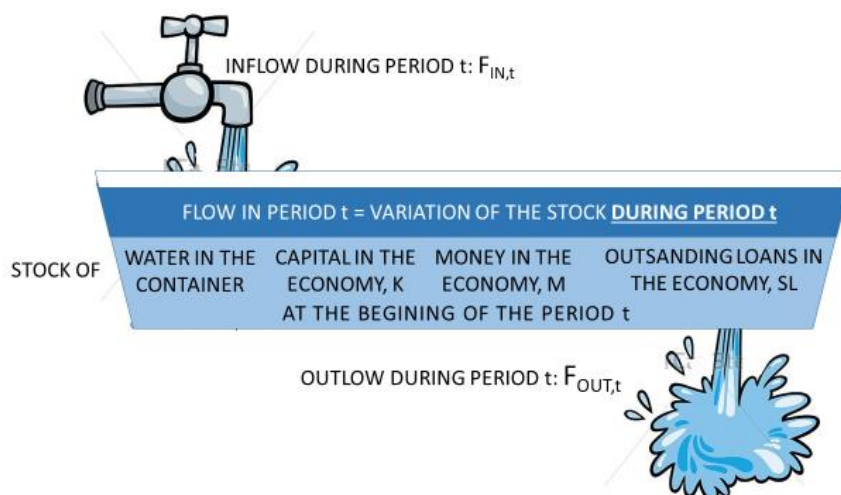 INFLOW DURING PERIOD t: F_IN,t
FLOW IN PERIOD t = VARIATION OF THE STOCK DURING PERIOD t
STOCK OF
WATER IN THE CONTAINER
CAPITAL IN THE ECONOMY, K
MONEY IN THE ECONOMY, M
OUTSANDING LOANS IN THE ECONOMY, SL
AT THE BEGINING OF THE PERIOD t
OUTLOW DURING PERIOD t: F_OUT,t